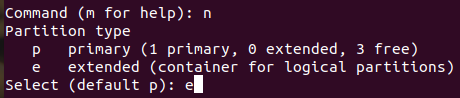 Command (m for help): n
Partition type
   p   primary (1 primary, 0 extended, 3 free)
   e   extended (container for logical partitions)
Select (default p): e